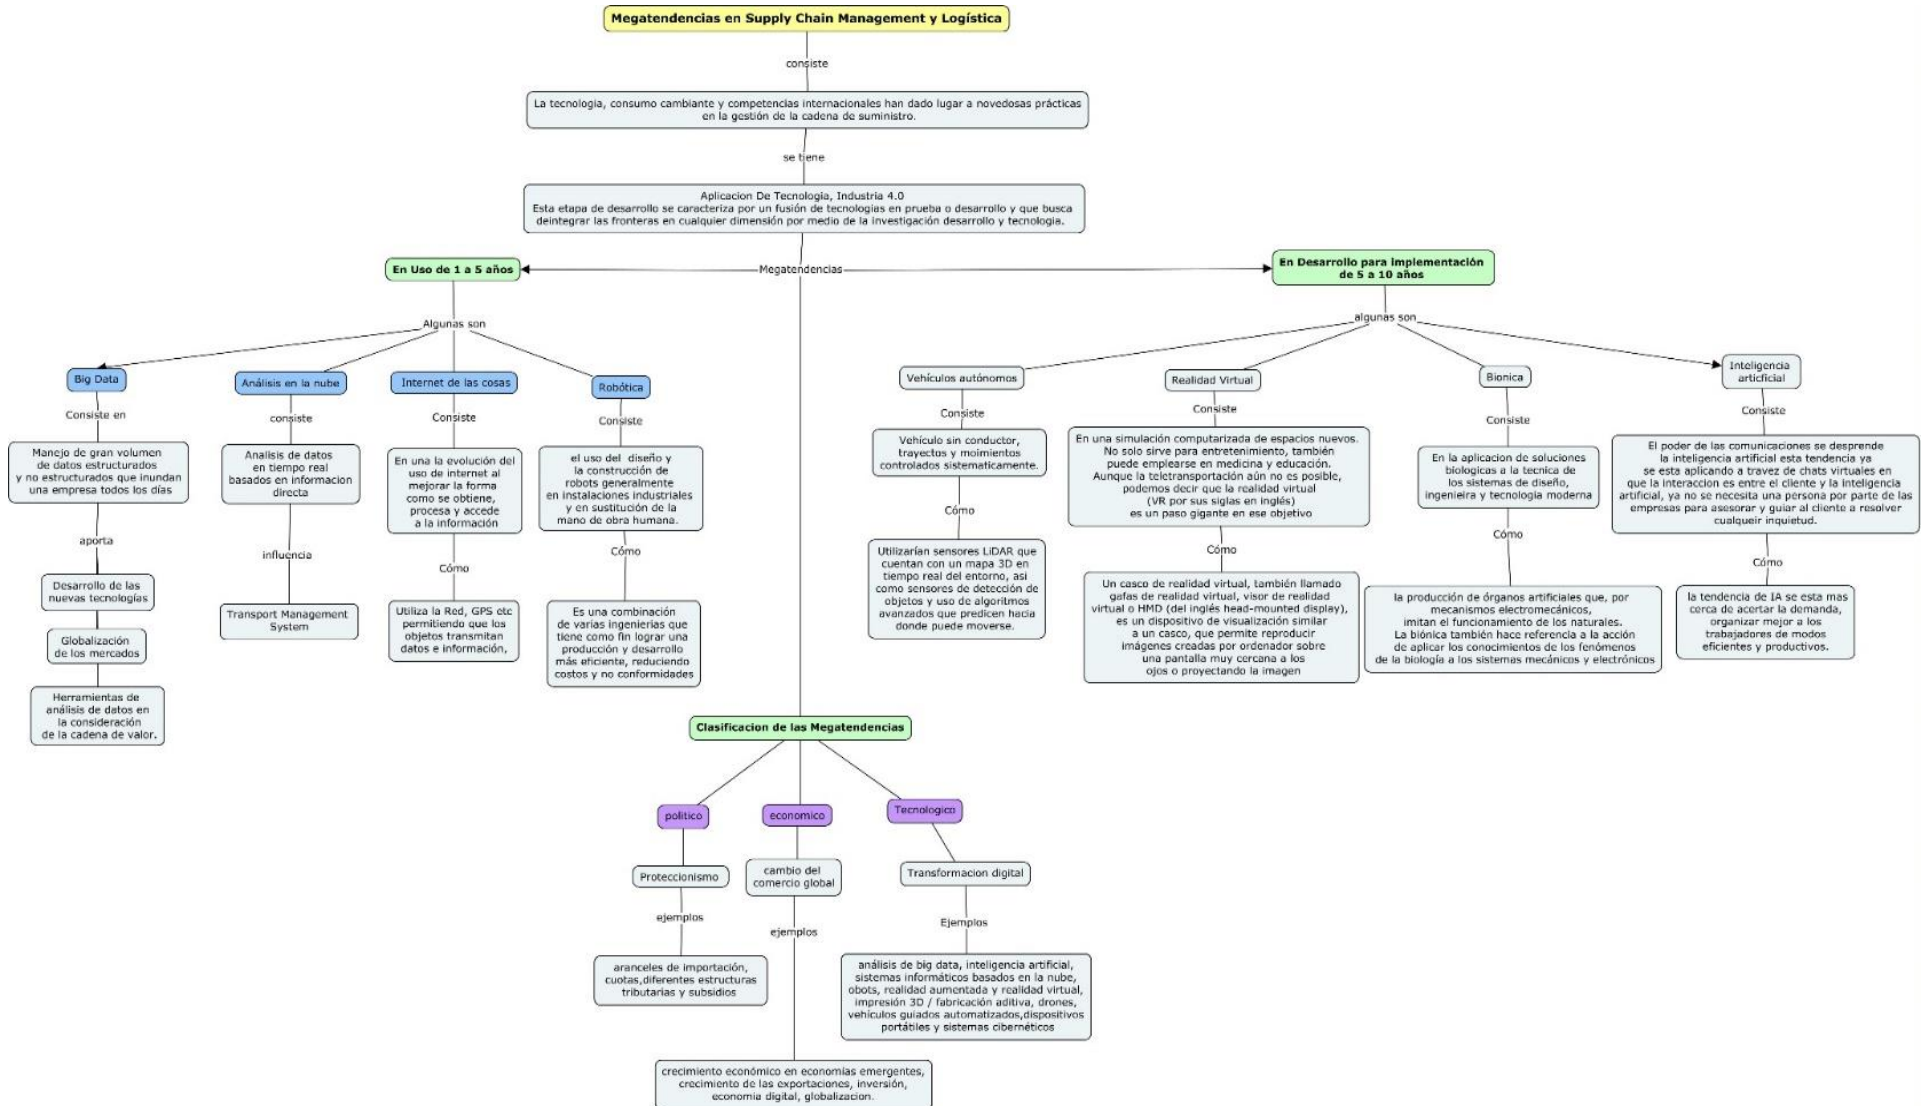 Megatendencias en Supply Chain Management y Logística
consiste
La tecnologia, consumo cambiante y competencias internacionales han dado lugar a novedosas prácticas
en la gestión de la cadena de suministro.
se tiene
Aplicacion De Tecnologia, Industria 4.0
Esta etapa de desarrollo se caracteriza por un fusión de tecnologias en prueba o desarrollo y que busca
deintegrar las fronteras en cualquier dimensión por medio de la investigación desarrollo y tecnologia.
Megatendencias
En Uso de 1 a 5 años
Algunas son
Big Data
Consiste en
Manejo de gran volumen
de datos estructurados
y no estructurados que inundan
una empresa todos los días
aporta
Desarrollo de las
nuevas tecnologías
Globalización
de los mercados
Herramientas de
análisis de datos en
la consideración
de la cadena de valor.
Análisis en la nube
consiste
Analisis de datos
en tiempo real
basados en informacion
directa
influencia
Transport Management
System
Internet de las cosas
Consiste
En una la evolución del
uso de internet al
mejorar la forma
como se obtiene,
procesa y accede
a la información
Cómo
Utiliza la Red, GPS etc
permitiendo que los
objetos transmitan
datos e información,
Robótica
Consiste
el uso del diseño y
la construcción de
robots generalmente
en instalaciones industriales
y en sustitución de la
mano de obra humana.
Cómo
Es una combinación
de varias ingenierias que
tiene como fin lograr una
producción y desarrollo
más eficiente, reduciendo
costos y no conformidades
En Desarrollo para implementación
de 5 a 10 años
algunas son
Vehículos autónomos
Consiste
Vehículo sin conductor,
trayectos y moimientos
controlados sistematicamente.
Cómo
Utilizarían sensores LiDAR que
cuentan con un mapa 3D en
tiempo real del entorno, asi
como sensores de detección de
objetos y uso de algoritmos
avanzados que predicen hacia
donde puede moverse.
Realidad Virtual
Consiste
En una simulación computarizada de espacios nuevos.
No solo sirve para entretenimiento, también
puede emplearse en medicina y educación.
Aunque la teletransportación aún no es posible,
podemos decir que la realidad virtual
(VR por sus siglas en inglés)
es un paso gigante en ese objetivo
Cómo
Un casco de realidad virtual, también llamado
gafas de realidad virtual, visor de realidad
virtual o HMD (del inglés head-mounted display),
es un dispositivo de visualización similar
a un casco, que permite reproducir
imágenes creadas por ordenador sobre
una pantalla muy cercana a los
ojos o proyectando la imagen
Bionica
Consiste
En la aplicacion de soluciones
biologicas a la tecnica de
los sistemas de diseño,
ingenieira y tecnologia moderna
Cómo
la producción de órganos artificiales que, por
mecanismos electromecánicos,
imitan el funcionamiento de los naturales.
La biónica también hace referencia a la acción
de aplicar los conocimientos de los fenómenos
de la biología a los sistemas mecánicos y electrónicos
Inteligencia
articficial
Consiste
El poder de las comunicaciones se desprende
la inteligencia artificial esta tendencia ya
se esta aplicando a travez de chats virtuales en
que la interaccion es entre el cliente y la inteligencia
artificial, ya no se necesita una persona por parte de las
empresas para asesorar y guiar al cliente a resolver
cualqueir inquietud.
Cómo
la tendencia de IA se esta mas
cerca de acertar la demanda,
organizar mejor a los
trabajadores de modos
eficientes y productivos.
Clasificacion de las Megatendencias
politico
Proteccionismo
ejemplos
aranceles de importación,
cuotas,diferentes estructuras
tributarias y subsidios
economico
cambio del
comercio global
ejemplos
crecimiento económico en economías emergentes,
crecimiento de las exportaciones, inversión,
economia digital, globalizacion.
Tecnologico
Transformacion digital
Ejemplos
análisis de big data, inteligencia artificial,
sistemas informáticos basados en la nube,
obots, realidad aumentada y realidad virtual,
impresión 3D / fabricación aditiva, drones,
vehículos guiados automatizados,dispositivos
portátiles y sistemas cibernéticos